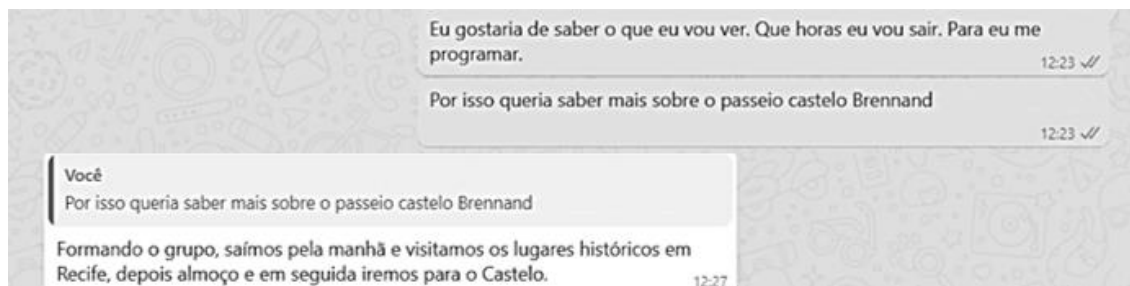 Eu gostaria de saber o que eu vou ver. Que horas eu vou sair. Para eu me
programar.
12:23
Por isso queria saber mais sobre o passeio castelo Brennand
12:23
Você
Por isso queria saber mais sobre o passeio castelo Brennand
Formando o grupo, saímos pela manhã e visitamos os lugares históricos em
Recife, depois almoço e em seguida iremos para o Castelo.
12:27